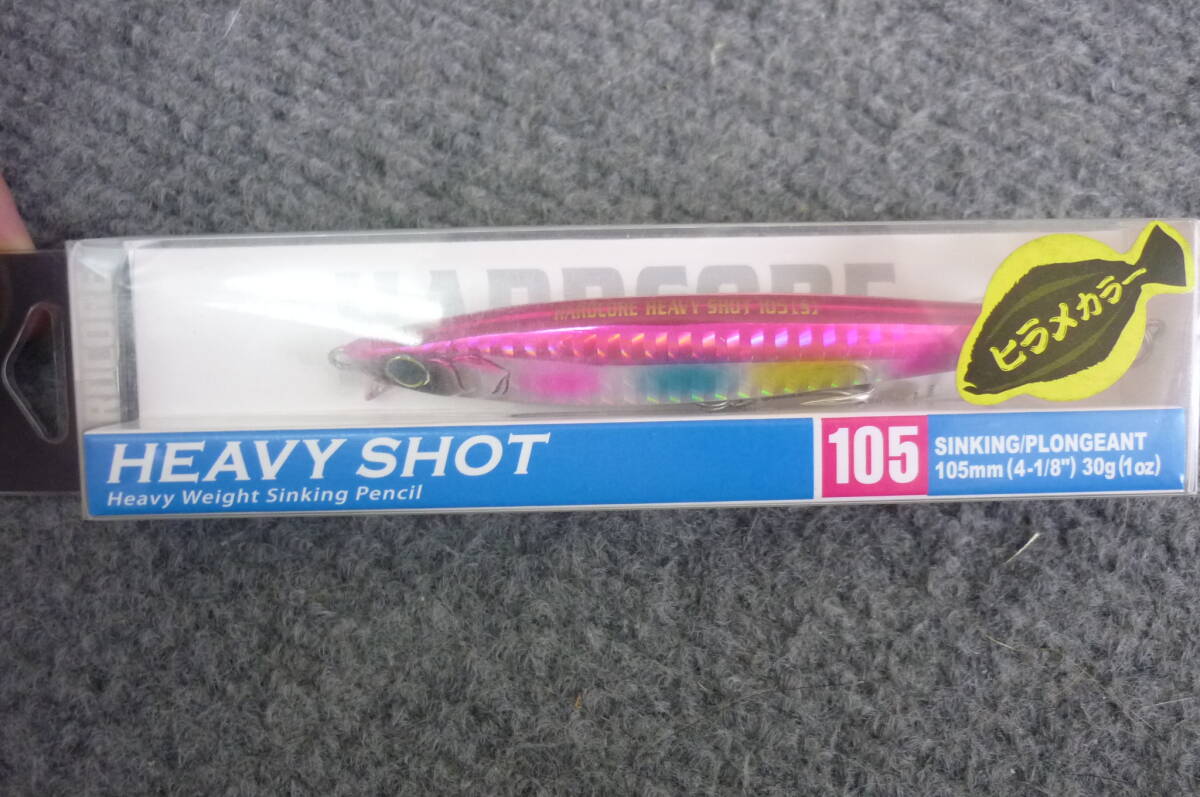 HARDCORE
HARDCORE HEAVY SHOT 105(S)
ヒラメカラー
HEAVY SHOT
Heavy Weight Sinking Pencil
105
SINKING/PLONGEANT
105mm (4-1/8") 30g (1oz)